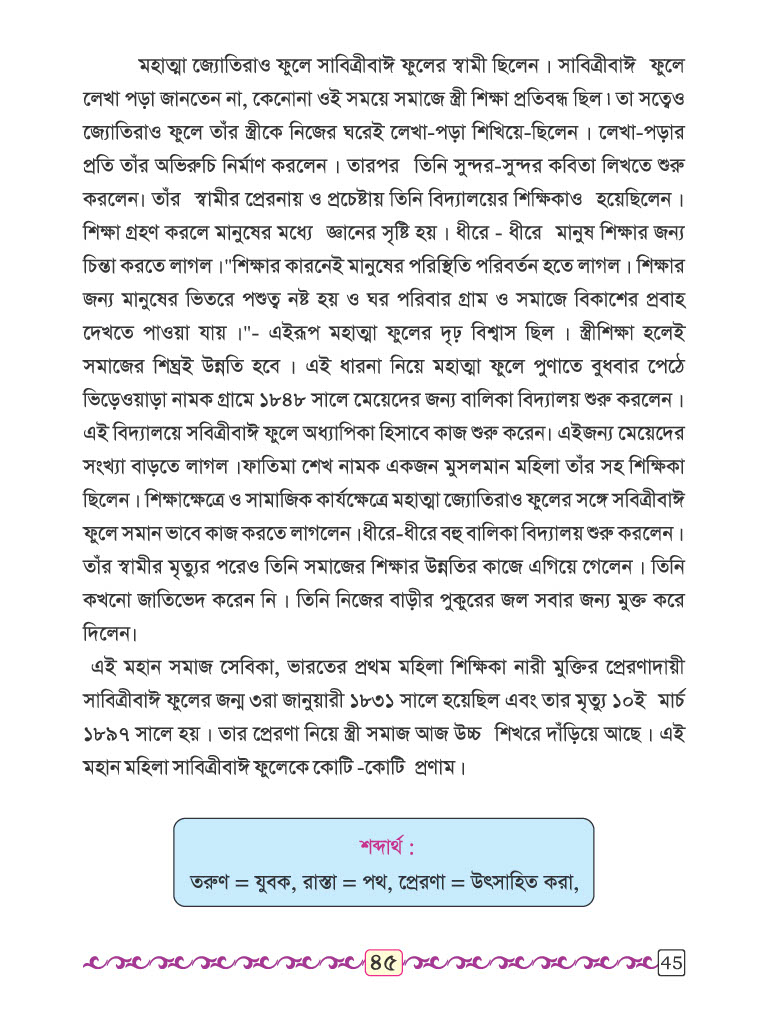 মহাত্মা জ্যোতিরাও ফুলে সাবিত্রীবাঈ ফুলের স্বামী ছিলেন । সাবিত্রীবাঈ ফুলে
লেখা পড়া জানতেন না, কেনোনা ওই সময়ে সমাজে স্ত্রী শিক্ষা প্রতিবন্ধ ছিল। তা সত্বেও
জ্যোতিরাও ফুলে তাঁর স্ত্রীকে নিজের ঘরেই লেখা-পড়া শিখিয়ে-ছিলেন । লেখা-পড়ার
প্রতি তাঁর অভিরুচি নির্মাণ করলেন । তারপর তিনি সুন্দর-সুন্দর কবিতা লিখতে শুরু
করলেন। তাঁর স্বামীর প্রেরনায় ও প্রচেষ্টায় তিনি বিদ্যালয়ের শিক্ষিকাও হয়েছিলেন ।
শিক্ষা গ্রহণ করলে মানুষের মধ্যে জ্ঞানের সৃষ্টি হয় । ধীরে - ধীরে মানুষ শিক্ষার জন্য
চিন্তা করতে লাগল ।"শিক্ষার কারনেই মানুষের পরিস্থিতি পরিবর্তন হতে লাগল । শিক্ষার
জন্য মানুষের ভিতরে পশুত্ব নষ্ট হয় ও ঘর পরিবার গ্রাম ও সমাজে বিকাশের প্রবাহ
দেখতে পাওয়া যায় ।"- এইরূপ মহাত্মা ফুলের দৃঢ় বিশ্বাস ছিল । স্ত্রীশিক্ষা হলেই
সমাজের শিঘ্রই উন্নতি হবে । এই ধারনা নিয়ে মহাত্মা ফুলে পুণাতে বুধবার পেঠে
ভিড়েওয়াড়া নামক গ্রামে ১৮৪৮ সালে মেয়েদের জন্য বালিকা বিদ্যালয় শুরু করলেন ।
এই বিদ্যালয়ে সবিত্রীবাঈ ফুলে অধ্যাপিকা হিসাবে কাজ শুরু করেন। এইজন্য মেয়েদের
সংখ্যা বাড়তে লাগল ।ফাতিমা শেখ নামক একজন মুসলমান মহিলা তাঁর সহ শিক্ষিকা
ছিলেন । শিক্ষাক্ষেত্রে ও সামাজিক কার্যক্ষেত্রে মহাত্মা জ্যোতিরাও ফুলের সঙ্গে সবিত্রীবাঈ
ফুলে সমান ভাবে কাজ করতে লাগলেন ।ধীরে-ধীরে বহু বালিকা বিদ্যালয় শুরু করলেন ।
তাঁর স্বামীর মৃত্যুর পরেও তিনি সমাজের শিক্ষার উন্নতির কাজে এগিয়ে গেলেন । তিনি
কখনো জাতিভেদ করেন নি । তিনি নিজের বাড়ীর পুকুরের জল সবার জন্য মুক্ত করে
দিলেন।
এই মহান সমাজ সেবিকা, ভারতের প্রথম মহিলা শিক্ষিকা নারী মুক্তির প্রেরণাদায়ী
সাবিত্রীবাঈ ফুলের জন্ম ৩রা জানুয়ারী ১৮৩১ সালে হয়েছিল এবং তার মৃত্যু ১০ই মার্চ
১৮৯৭ সালে হয় । তার প্রেরণা নিয়ে স্ত্রী সমাজ আজ উচ্চ শিখরে দাঁড়িয়ে আছে । এই
মহান মহিলা সাবিত্রীবাঈ ফুলেকে কোটি -কোটি প্রণাম ।
শব্দার্থ :
তরুণ = যুবক, রাস্তা = পথ, প্রেরণা = উৎসাহিত করা,
৪৫
45